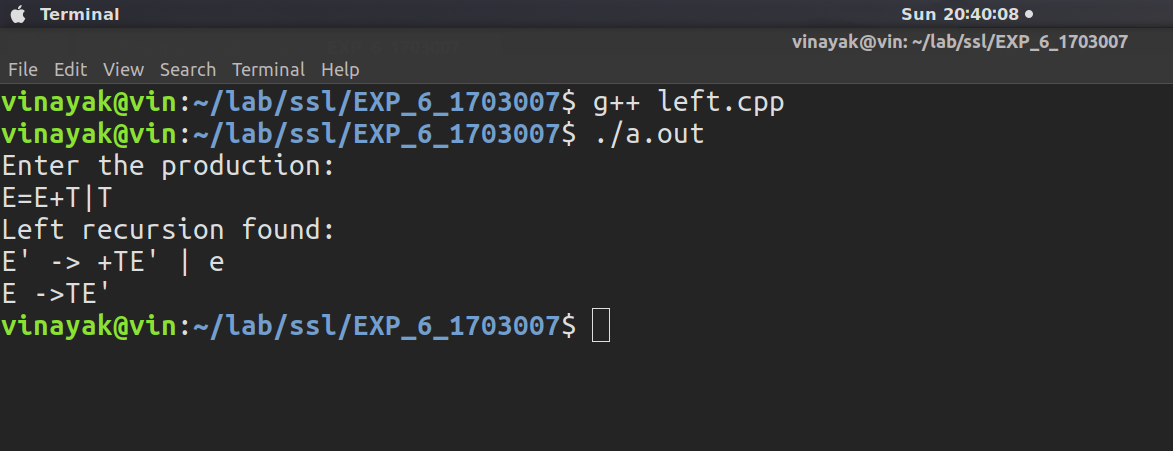 Terminal Sun 20:40:08
vinayak@vin: ~/lab/ssl/EXP_6_1703007
File Edit View Search Terminal Help
vinayak@vin:~/lab/ssl/EXP_6_1703007$ g++ left.cpp
vinayak@vin:~/lab/ssl/EXP_6_1703007$ ./a.out
Enter the production:
E=E+T|T
Left recursion found:
E' -> +TE' | e
E ->TE'
vinayak@vin:~/lab/ssl/EXP_6_1703007$